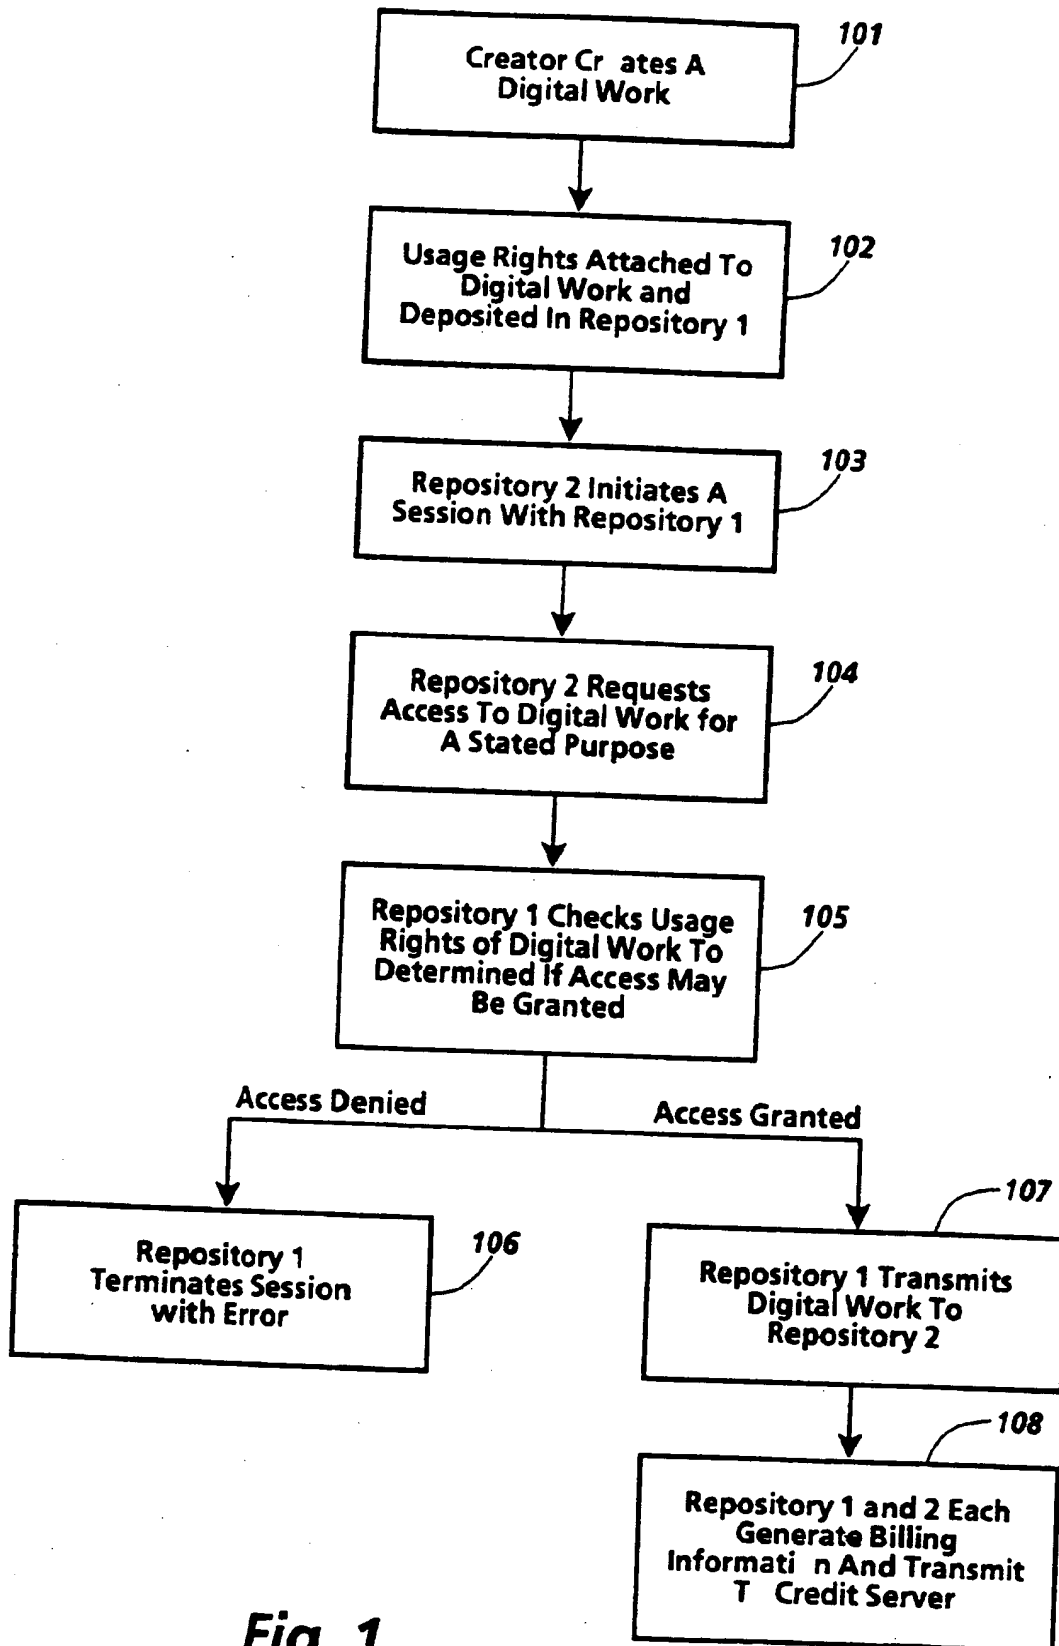 101
Creator Cr ates A
Digital Work
102
Usage Rights Attached To
Digital Work and
Deposited In Repository 1
103
Repository 2 Initiates A
Session With Repository 1
104
Repository 2 Requests
Access To Digital Work for
A Stated Purpose
105
Repository 1 Checks Usage
Rights of Digital Work To
Determined If Access May
Be Granted
Access Denied
Access Granted
106
Repository 1
Terminates Session
with Error
107
Repository 1 Transmits
Digital Work To
Repository 2
108
Repository 1 and 2 Each
Generate Billing
Informati n And Transmit
T Credit Server
Fig. 1